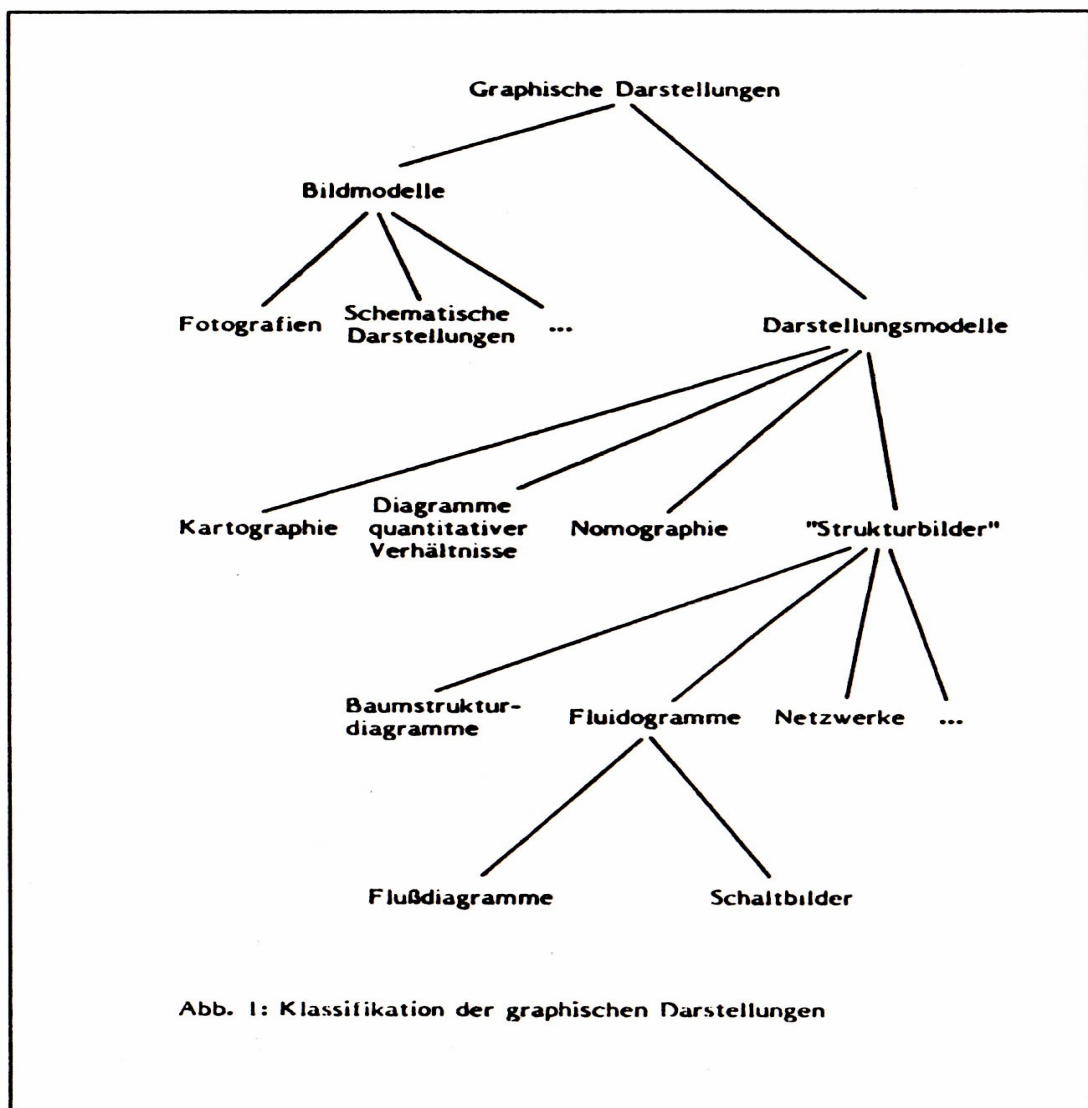 Graphische Darstellungen
Bildmodelle
Fotografien
Schematische
Darstellungen
...
Darstellungsmodelle
Kartographie
Diagramme
quantitativer
Verhältnisse
Nomographie
"Strukturbilder"
Baumstruktur-
diagramme
Fluidogramme
Netzwerke
...
Flußdiagramme
Schaltbilder
Abb. 1: Klassifikation der graphischen Darstellungen